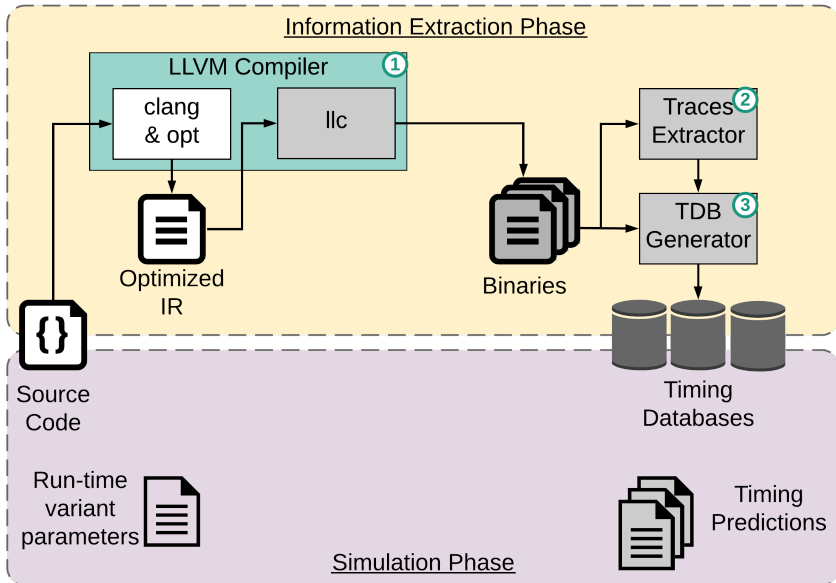 Information Extraction Phase
LLVM Compiler
1
clang
& opt
llc
Traces
Extractor
2
TDB
Generator
3
Optimized
IR
Binaries
{}
Source
Code
Timing
Databases
Run-time
variant
parameters
Timing
Predictions
Simulation Phase